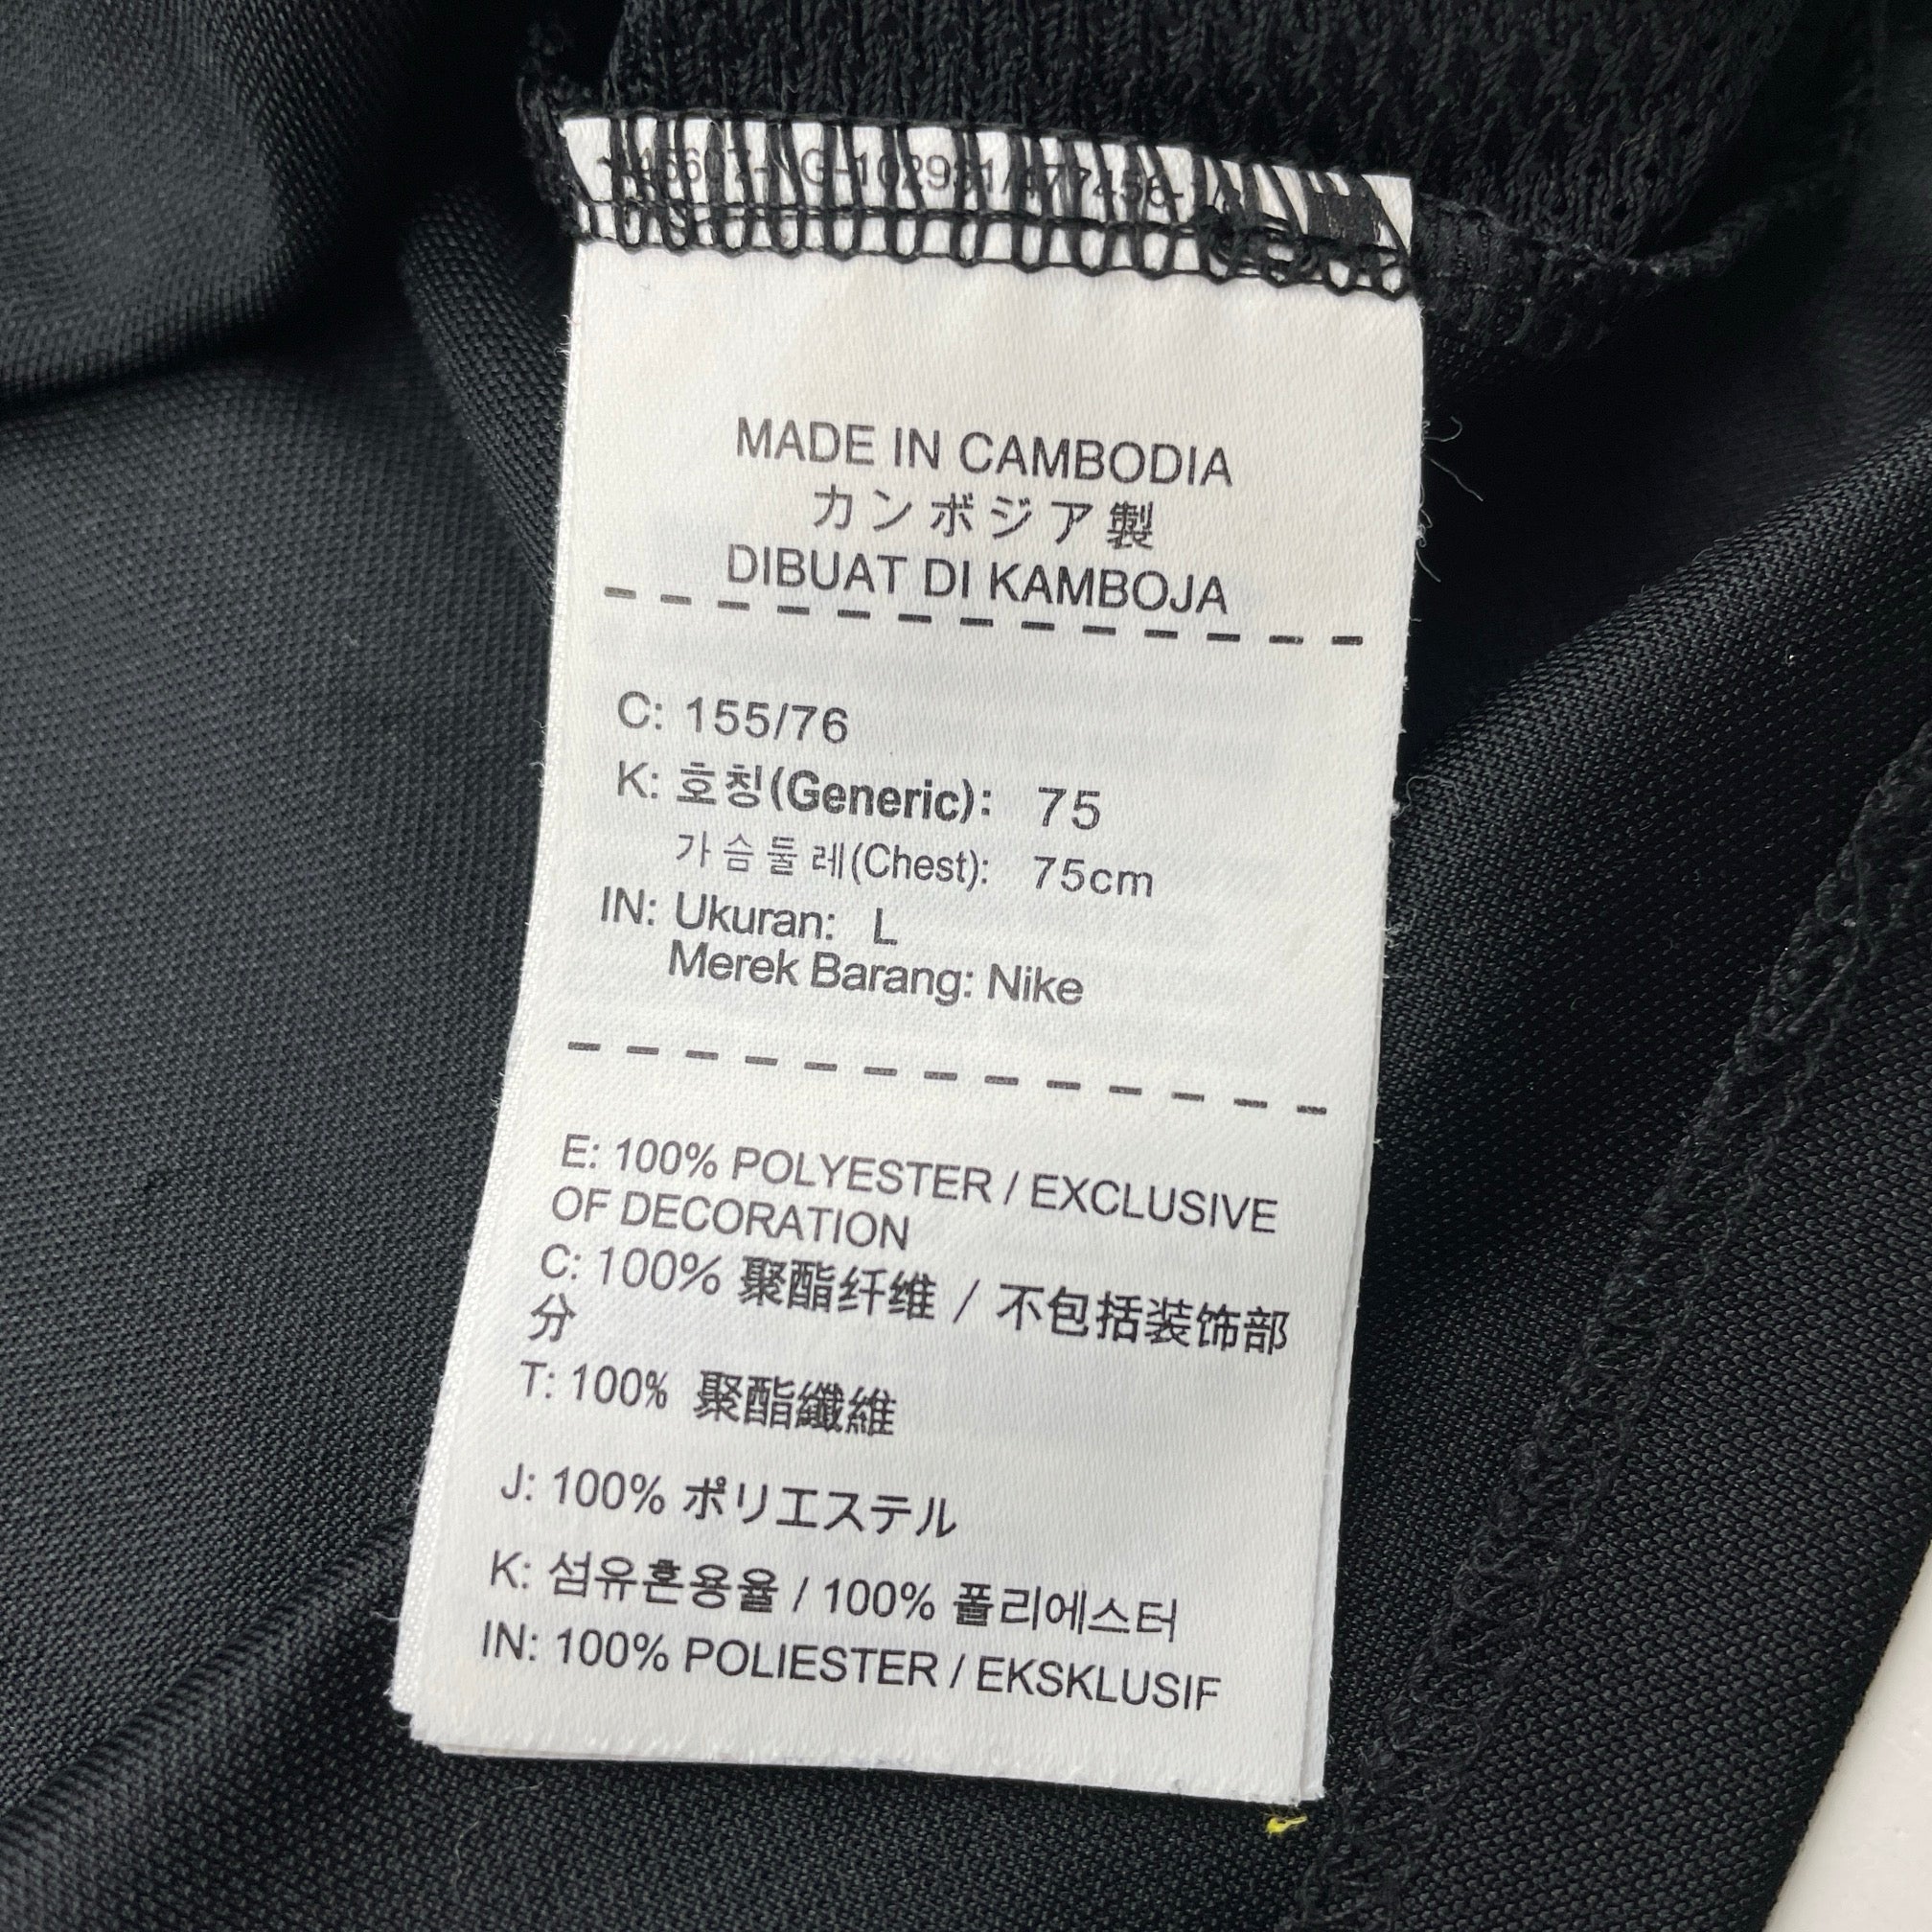 MADE IN CAMBODIA
カンボジア製
DIBUAT DI KAMBOJA
C: 155/76
K: 호칭(Generic): 75
가슴둘레(Chest): 75cm
IN: Ukuran: L
Merek Barang: Nike
E: 100% POLYESTER / EXCLUSIVE
OF DECORATION
C: 100% 聚酯纤维 / 不包括装饰部
分
T: 100% 聚酯纖維
J: 100% ポリエステル
K: 섬유혼용율 / 100% 폴리에스터
IN: 100% POLIESTER / EKSKLUSIF